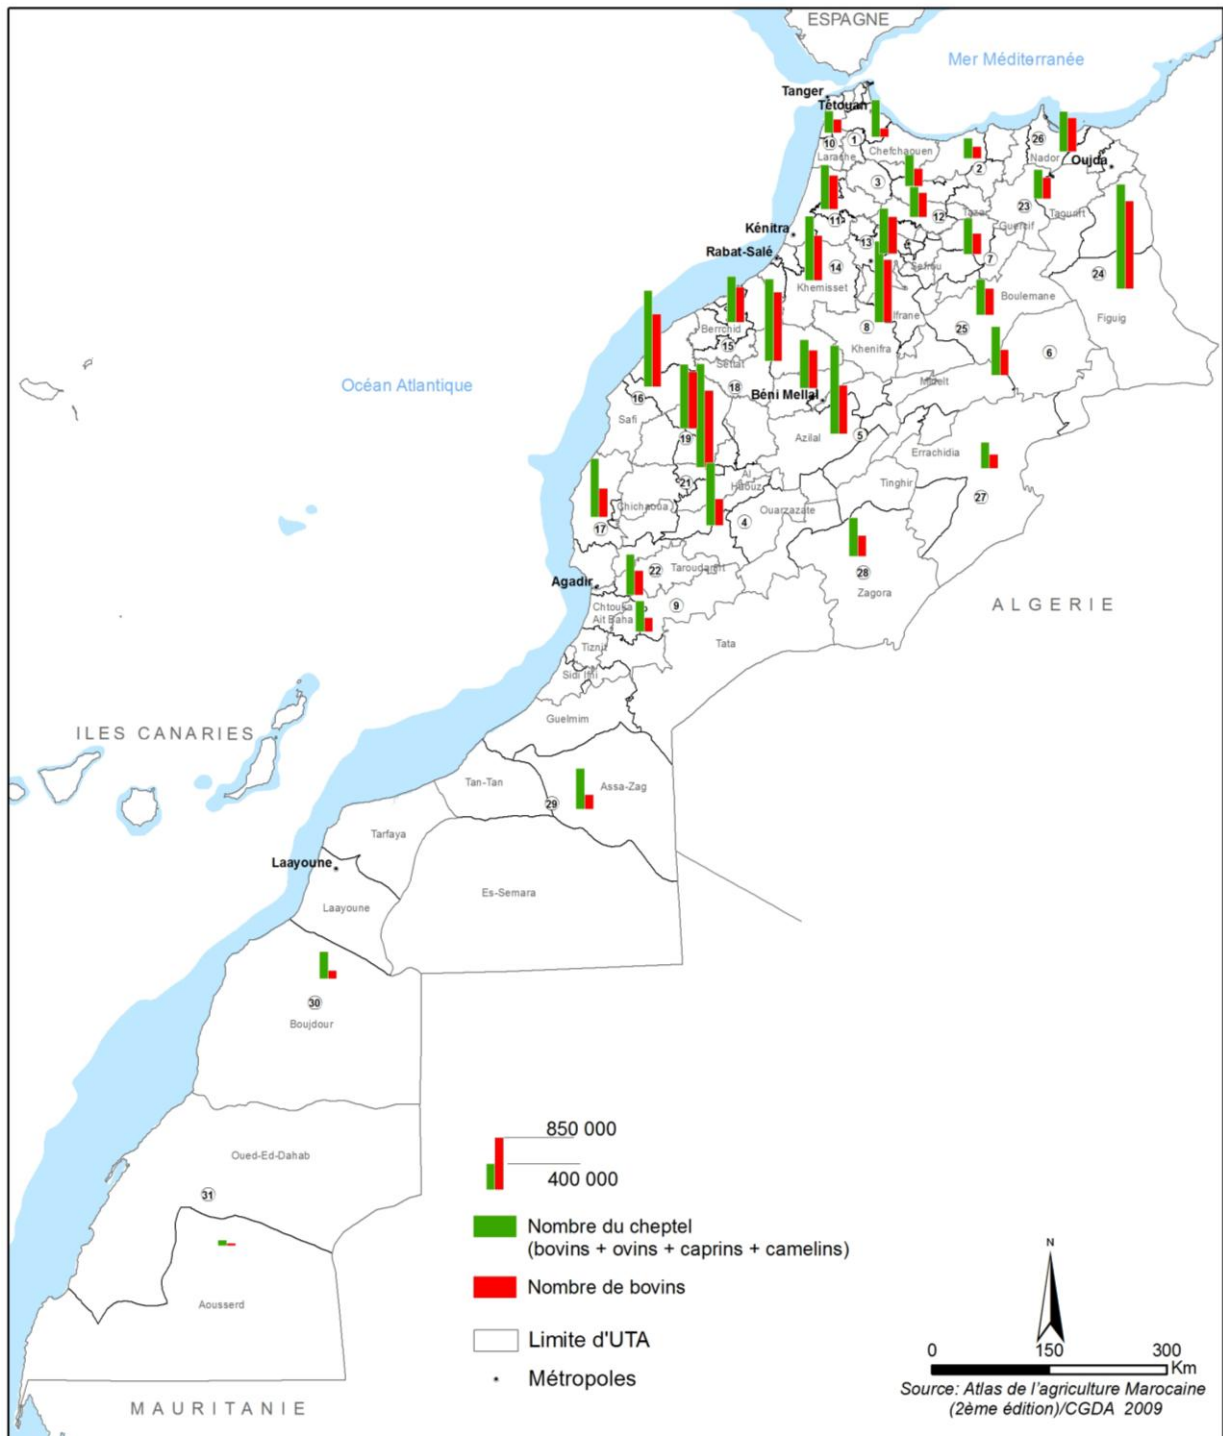 ESPAGNE
Mer Méditerranée
Tanger
Tétouan
10
1
Larache
Chefchaouen
2
26
Nador
Oujda
3
23
Taza
Taourirt
Guercif
11
12
Kénitra
13
Rabat-Salé
14
Sefrou
7
24
Khemisset
Boulemane
Figuig
Berrchid
8
Ifrane
25
15
Khenifra
6
Settat
Océan Atlantique
18
Midelt
16
Béni Mellal
Safi
19
Azilal
5
Errachidia
21
Al
Haouz
Tinghir
Chichaoua
27
17
4
Ouarzazate
22
Taroudannt
28
Agadir
Zagora
Chtouka
Ait Baha
9
ALGERIE
Tiznit
Tata
Sidi Ifni
Guelmim
ILES CANARIES
Tan-Tan
Assa-Zag
29
Tarfaya
Laayoune
Es-Semara
Laayoune
30
Boujdour
Oued-Ed-Dahab
31
Aousserd
MAURITANIE
850 000
400 000
Nombre du cheptel
(bovins + ovins + caprins + camelins)
Nombre de bovins
Limite d'UTA
Métropoles
N
0 150 300
Km
Source: Atlas de l'agriculture Marocaine
(2ème édition)/CGDA 2009